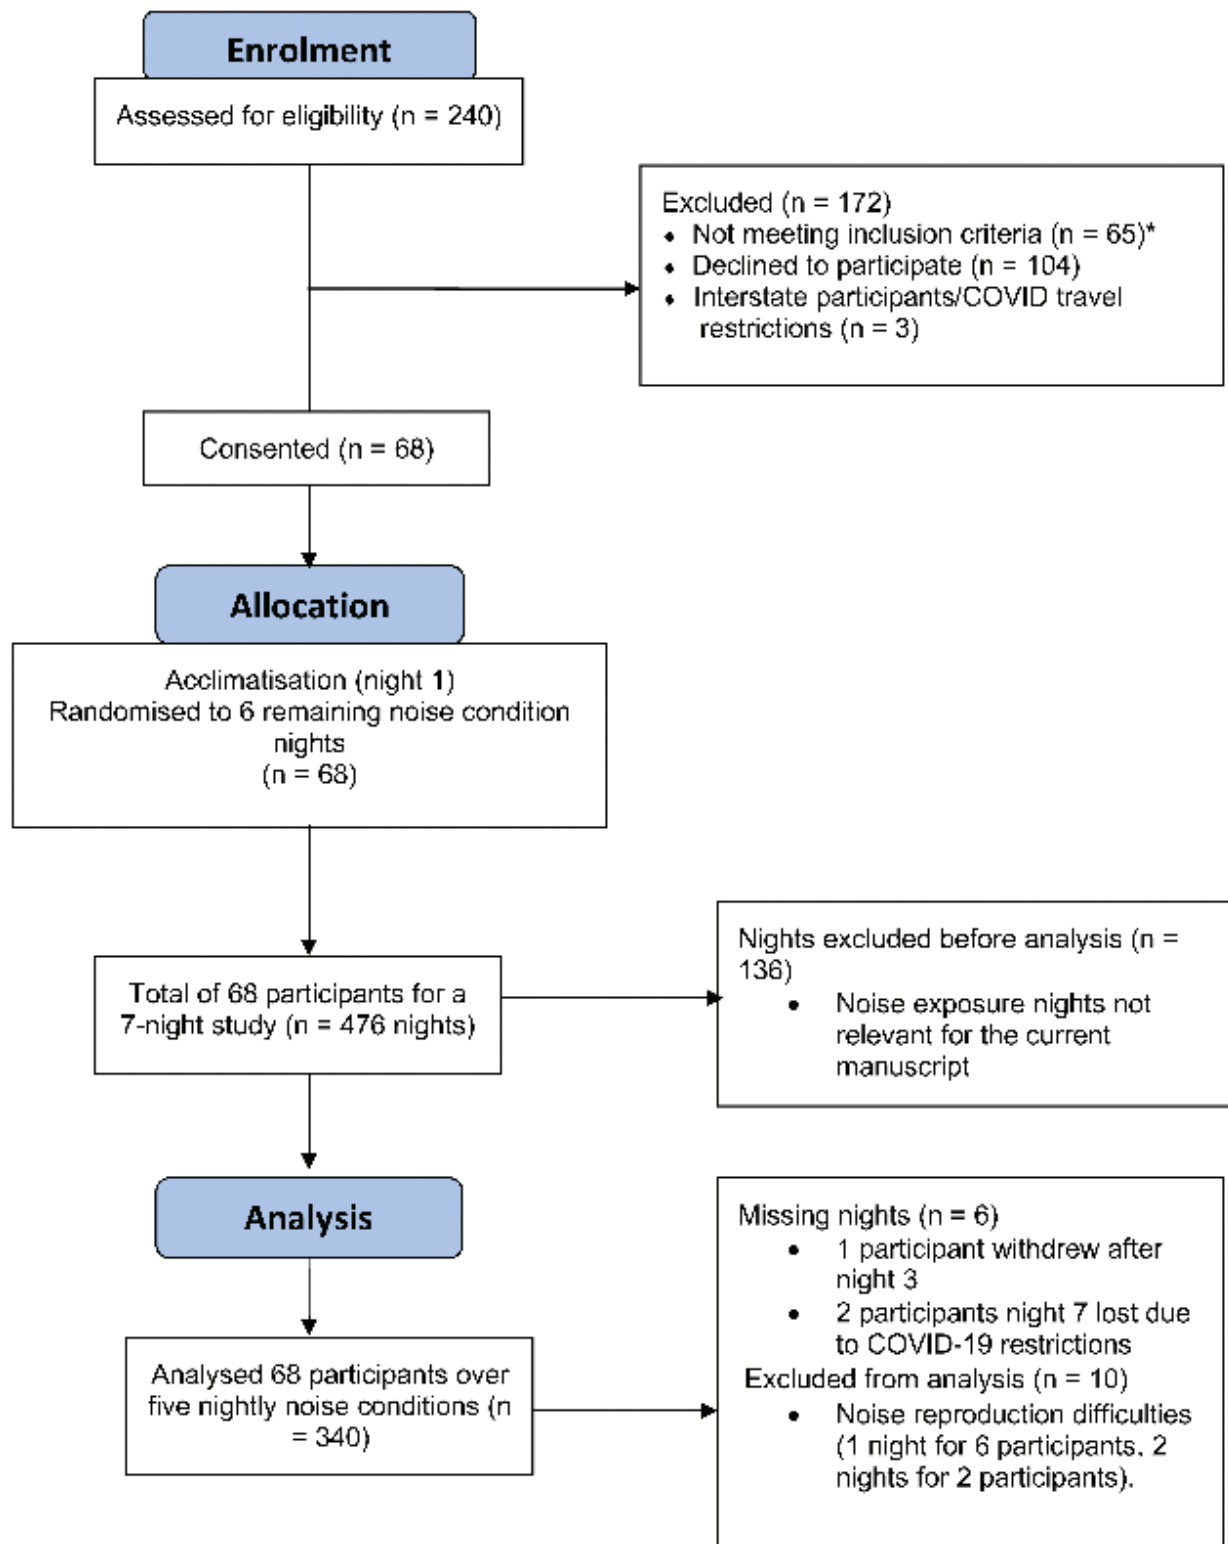 Enrolment
Assessed for eligibility (n = 240)
Excluded (n = 172)
• Not meeting inclusion criteria (n = 65)*
• Declined to participate (n = 104)
• Interstate participants/COVID travel
restrictions (n = 3)
Consented (n = 68)
Allocation
Acclimatisation (night 1)
Randomised to 6 remaining noise condition
nights
(n = 68)
Nights excluded before analysis (n =
136)
• Noise exposure nights not
relevant for the current
manuscript
Total of 68 participants for a
7-night study (n = 476 nights)
Analysis
Missing nights (n = 6)
• 1 participant withdrew after
night 3
• 2 participants night 7 lost due
to COVID-19 restrictions
Excluded from analysis (n = 10)
• Noise reproduction difficulties
(1 night for 6 participants. 2
nights for 2 participants).
Analysed 68 participants over
five nightly noise conditions (n
= 340)